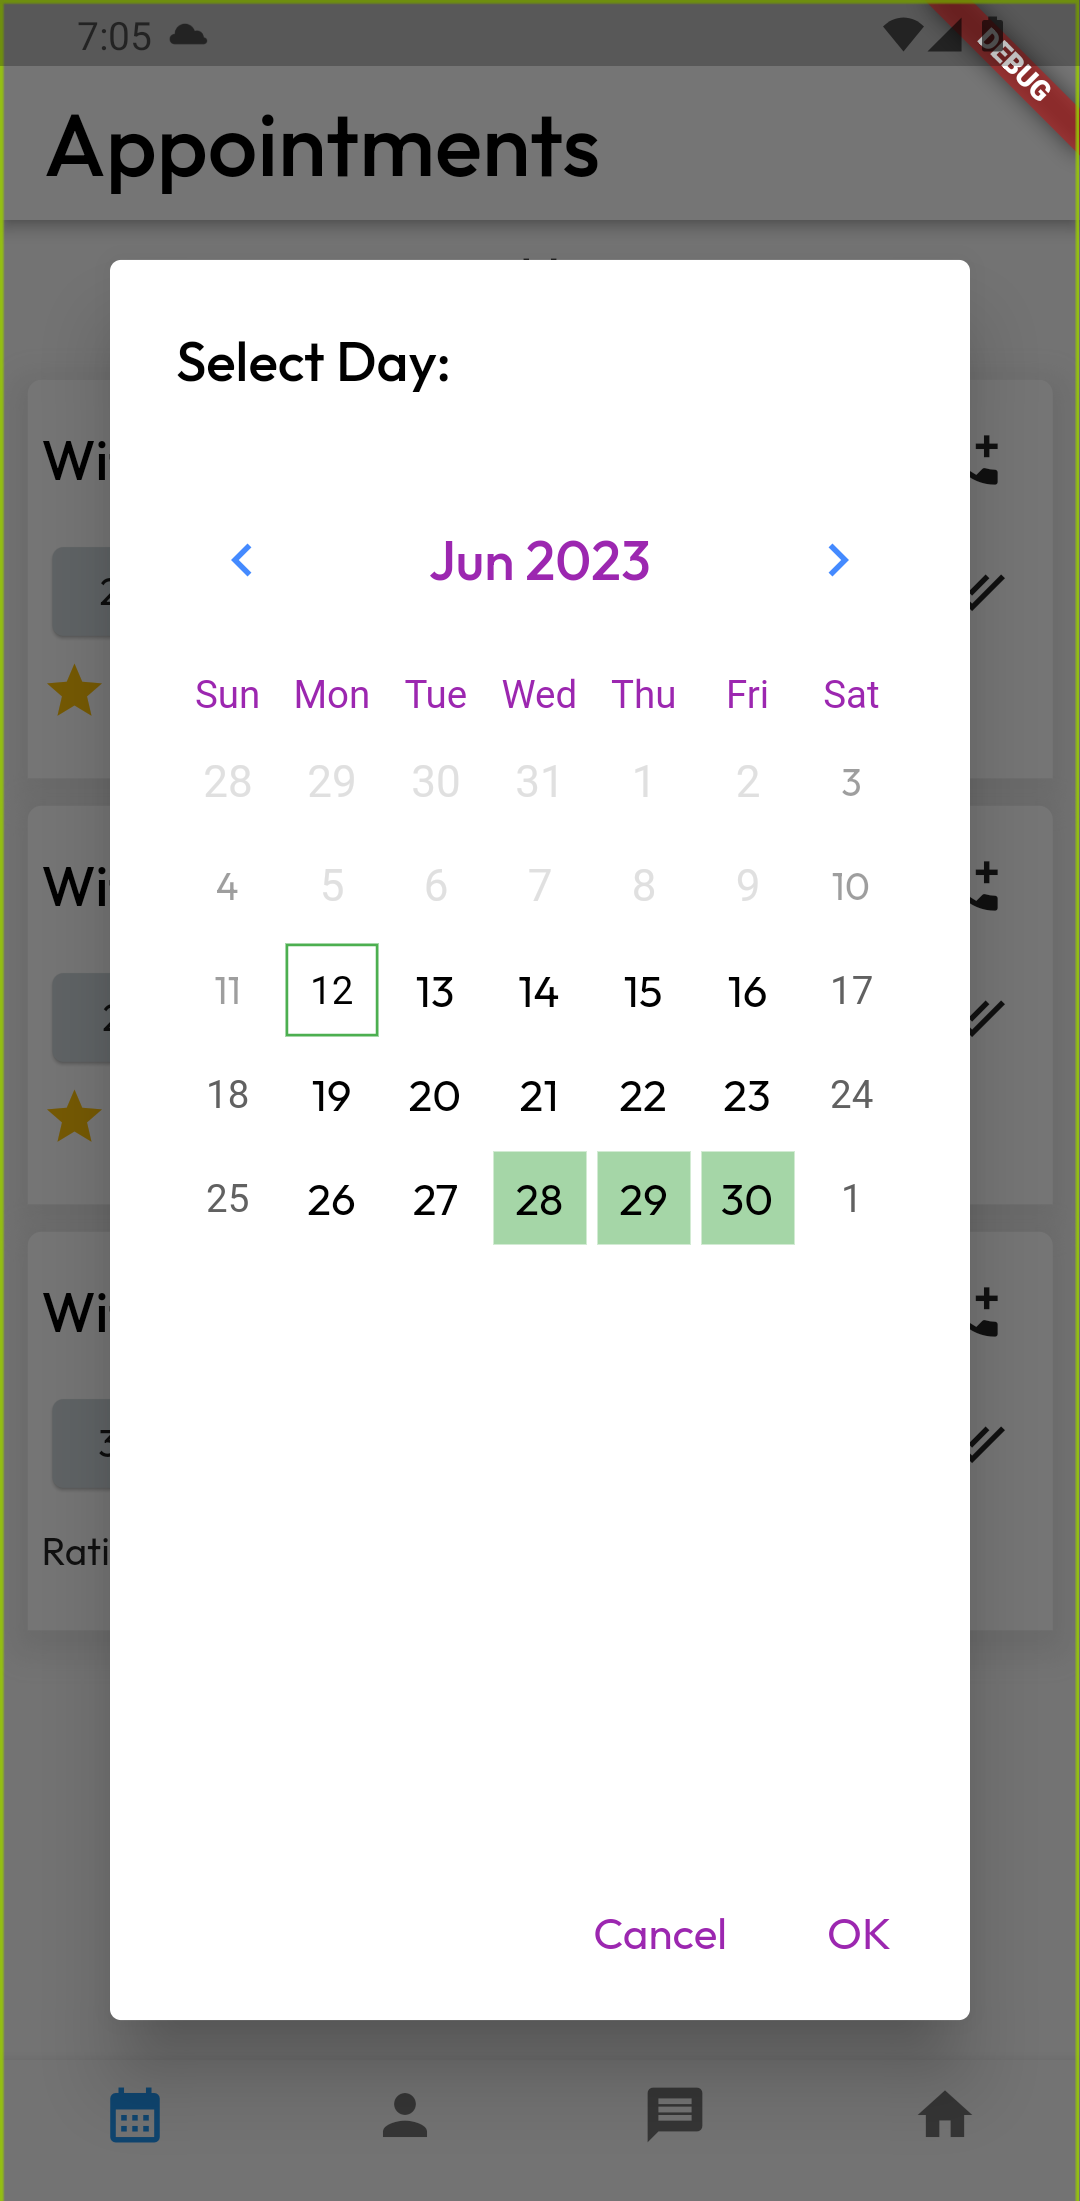 7:05
DEBUG
Appointments
Select Day:
Jun 2023
Sun Mon Tue Wed Thu Fri Sat
28 29 30 31 1 2 3
4 5 6 7 8 9 10
11 12 13 14 15 16 17
18 19 20 21 22 23 24
25 26 27 28 29 30 1
Cancel OK